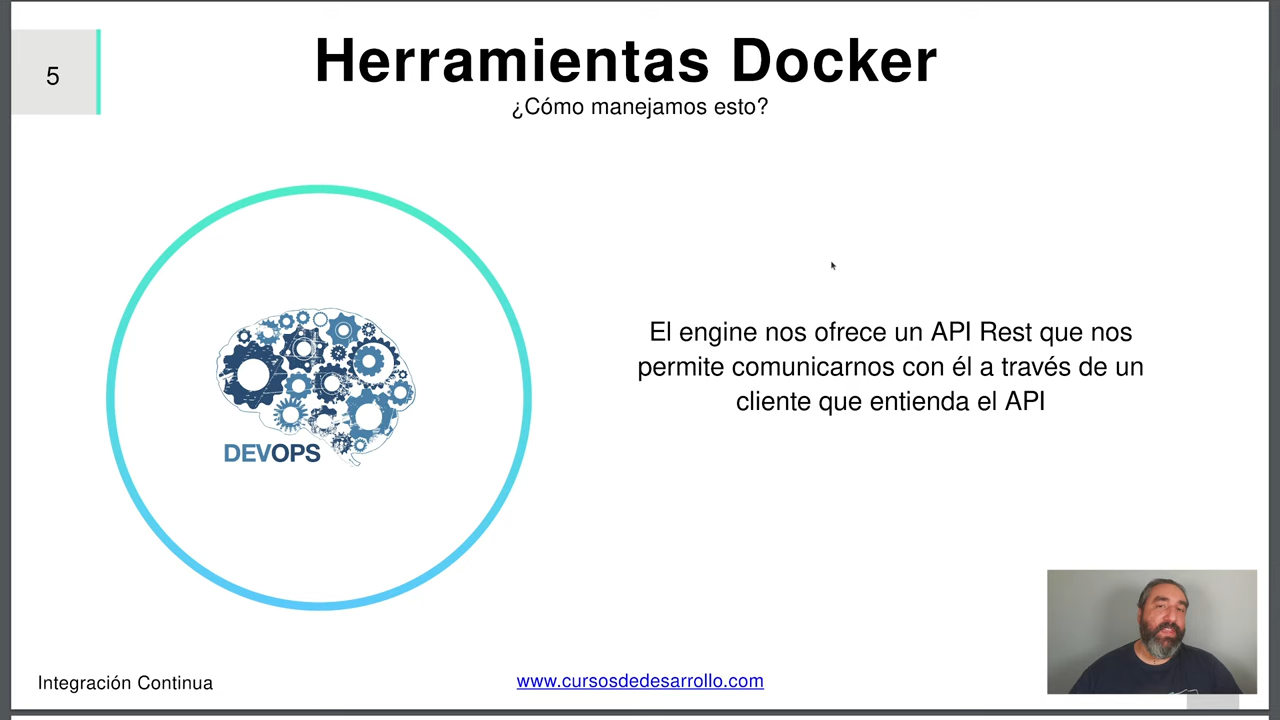 5
Herramientas Docker
¿Cómo manejamos esto?
El engine nos ofrece un API Rest que nos
permite comunicarnos con él a través de un
cliente que entienda el API
DEVOPS
Integración Continua
www.cursosdedesarrollo.com